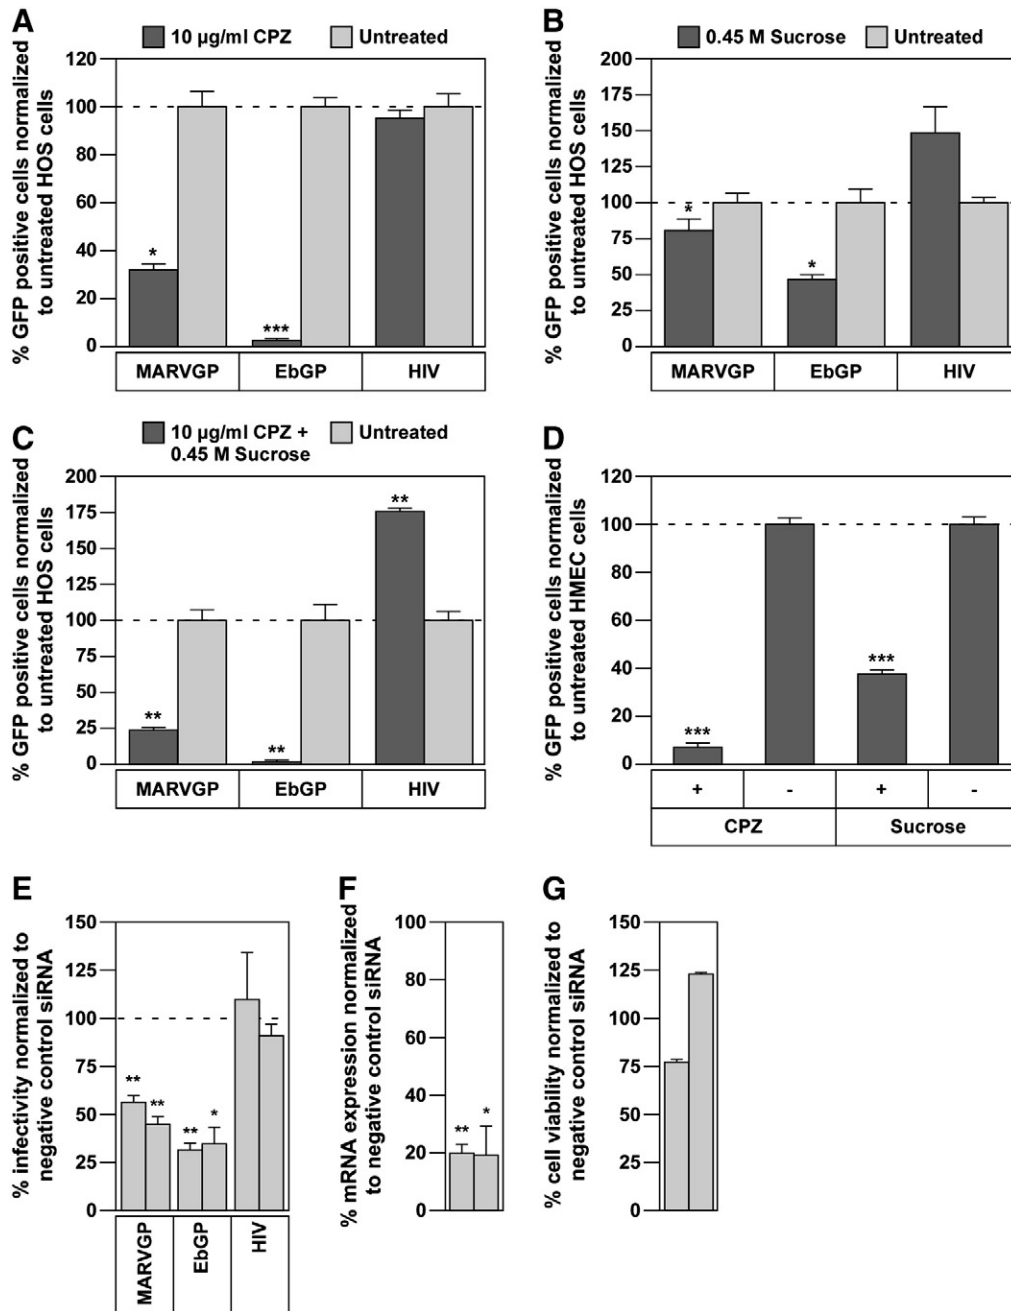 A
10 µg/ml CPZ Untreated
% GFP positive cells normalized
to untreated HOS cells
120
100
80
60
40
20
0
*
***
MARVGP EbGP HIV
B
0.45 M Sucrose Untreated
% GFP positive cells normalized
to untreated HOS cells
200
175
150
125
100
75
50
25
0
*
*
MARVGP EbGP HIV
C
10 µg/ml CPZ +
0.45 M Sucrose
Untreated
% GFP positive cells normalized
to untreated HOS cells
200
175
150
125
100
75
50
25
0
**
**
**
MARVGP EbGP HIV
D
% GFP positive cells normalized
to untreated HMEC cells
120
100
80
60
40
20
0
***
***
+ - + -
CPZ Sucrose
E
% infectivity normalized to
negative control siRNA
150
125
100
75
50
25
0
**
**
**
*
MARVGP
EbGP
HIV
F
% mRNA expression normalized
to negative control siRNA
100
80
60
40
20
0
**
*
G
% cell viability normalized to
negative control siRNA
150
125
100
75
50
25
0